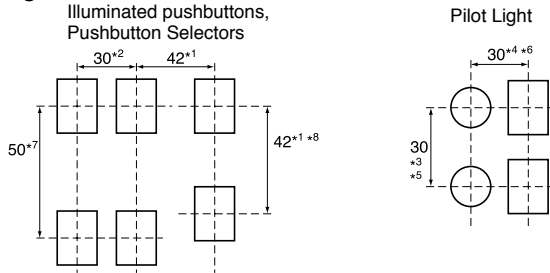 Illuminated pushbuttons,
Pushbutton Selectors
Pilot Light
30*2
42*1
30*4 *6
50*7
42*1 *8
30
*3
*5